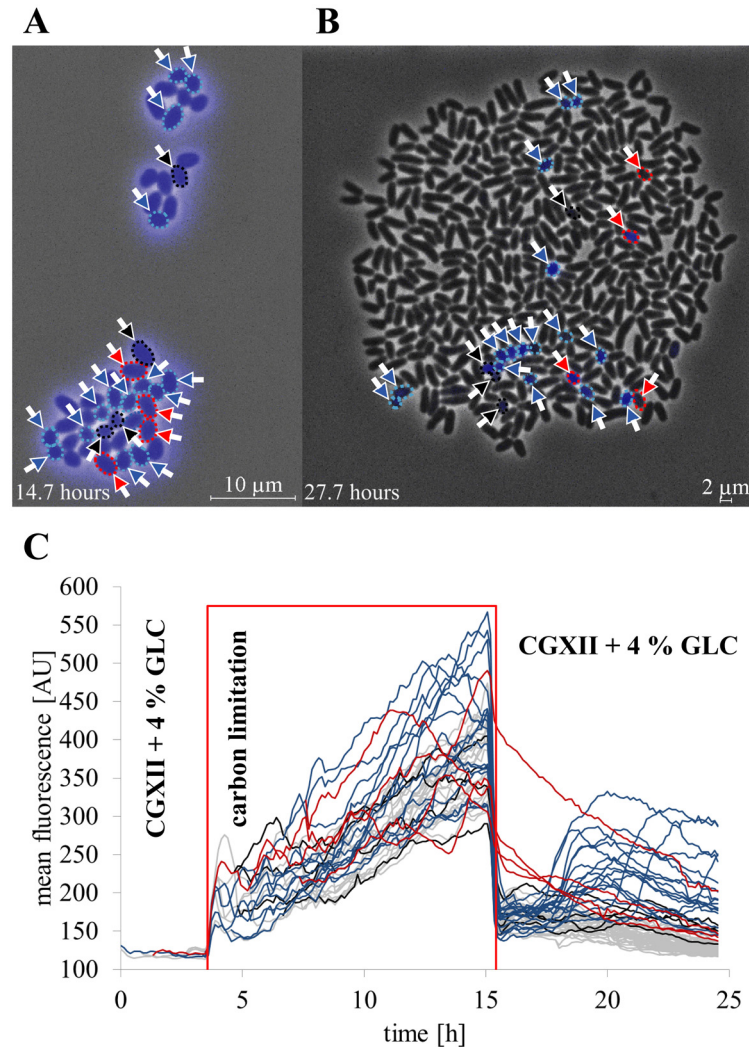 A
B
14.7 hours
10 μm
27.7 hours
2 μm
C
600
550
500
450
400
350
300
250
200
150
100
mean fluorescence [AU]
CGXII + 4 % GLC
carbon limitation
CGXII + 4 % GLC
0
5
10
15
20
25
time [h]